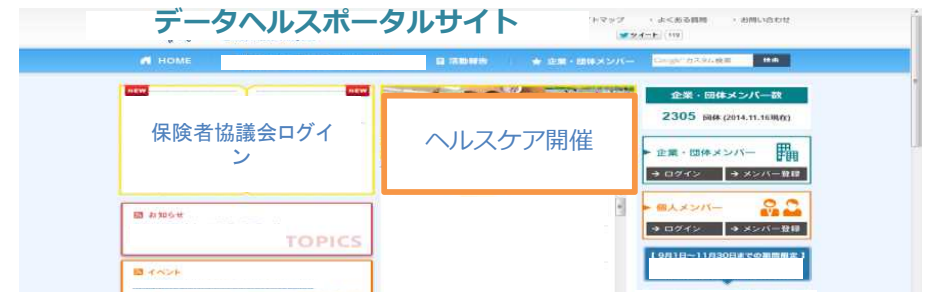 データヘルスポータルサイト
トマップ ・よくある質問 ・お問い合わせ
ツイート
HOME
活動報告
★ 企業・団体メンバー
Google カスタム検索
検索
NEW
NEW
保険者協議会ログイ
ン
ヘルスケア開催
企業・団体メンバー数
2305 団体 (2014.11.16現在)
企業・団体メンバー
→ ログイン
→ メンバー登録
お知らせ
TOPICS
個人メンバー
→ ログイン
→ メンバー登録
【 9月1日~11月30日までの期間限定 】
イベント